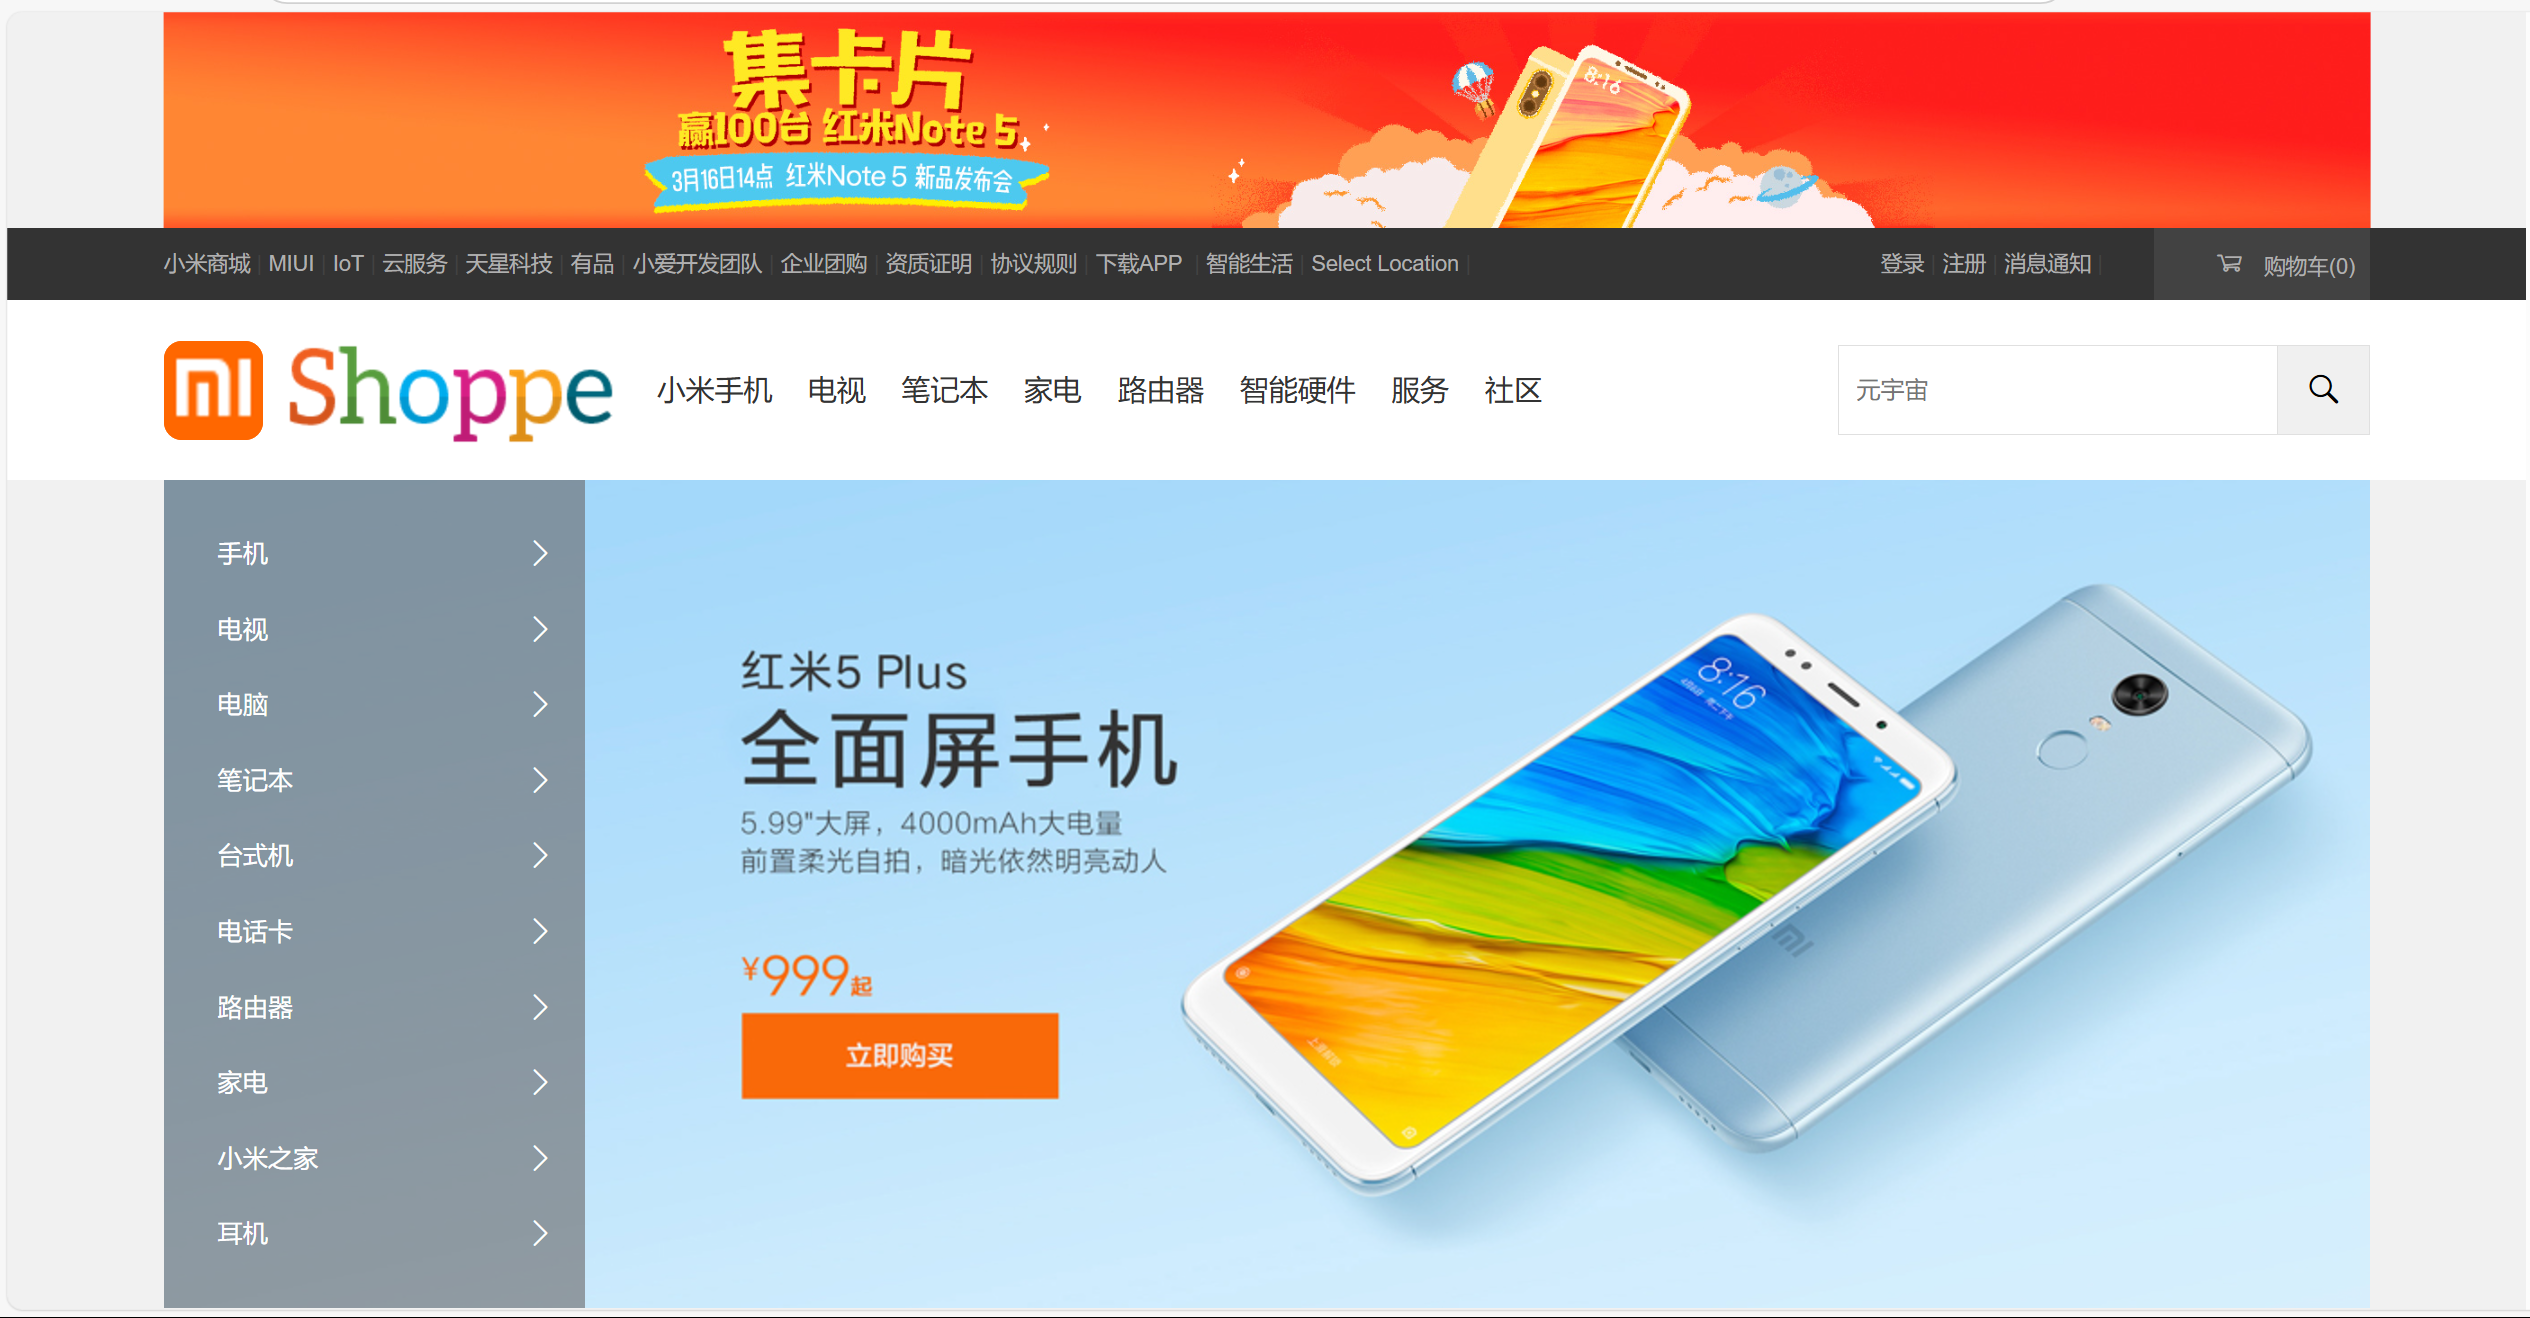 集卡片
赢100台 红米Note 5
3月16日14点 红米Note 5 新品发布会
8:16
小米商城 MIUI IoT 云服务 天星科技 有品 小爱开发团队 企业团购 资质证明 协议规则 下载APP 智能生活 Select Location 登录 注册 消息通知 购物车(0)
mi Shoppe 小米手机 电视 笔记本 家电 路由器 智能硬件 服务 社区 元宇宙
手机
电视
电脑
笔记本
台式机
电话卡
路由器
家电
小米之家
耳机
红米5 Plus
全面屏手机
5.99"大屏，4000mAh大电量
前置柔光自拍，暗光依然明亮动人
¥999起
立即购买
8:16
mi